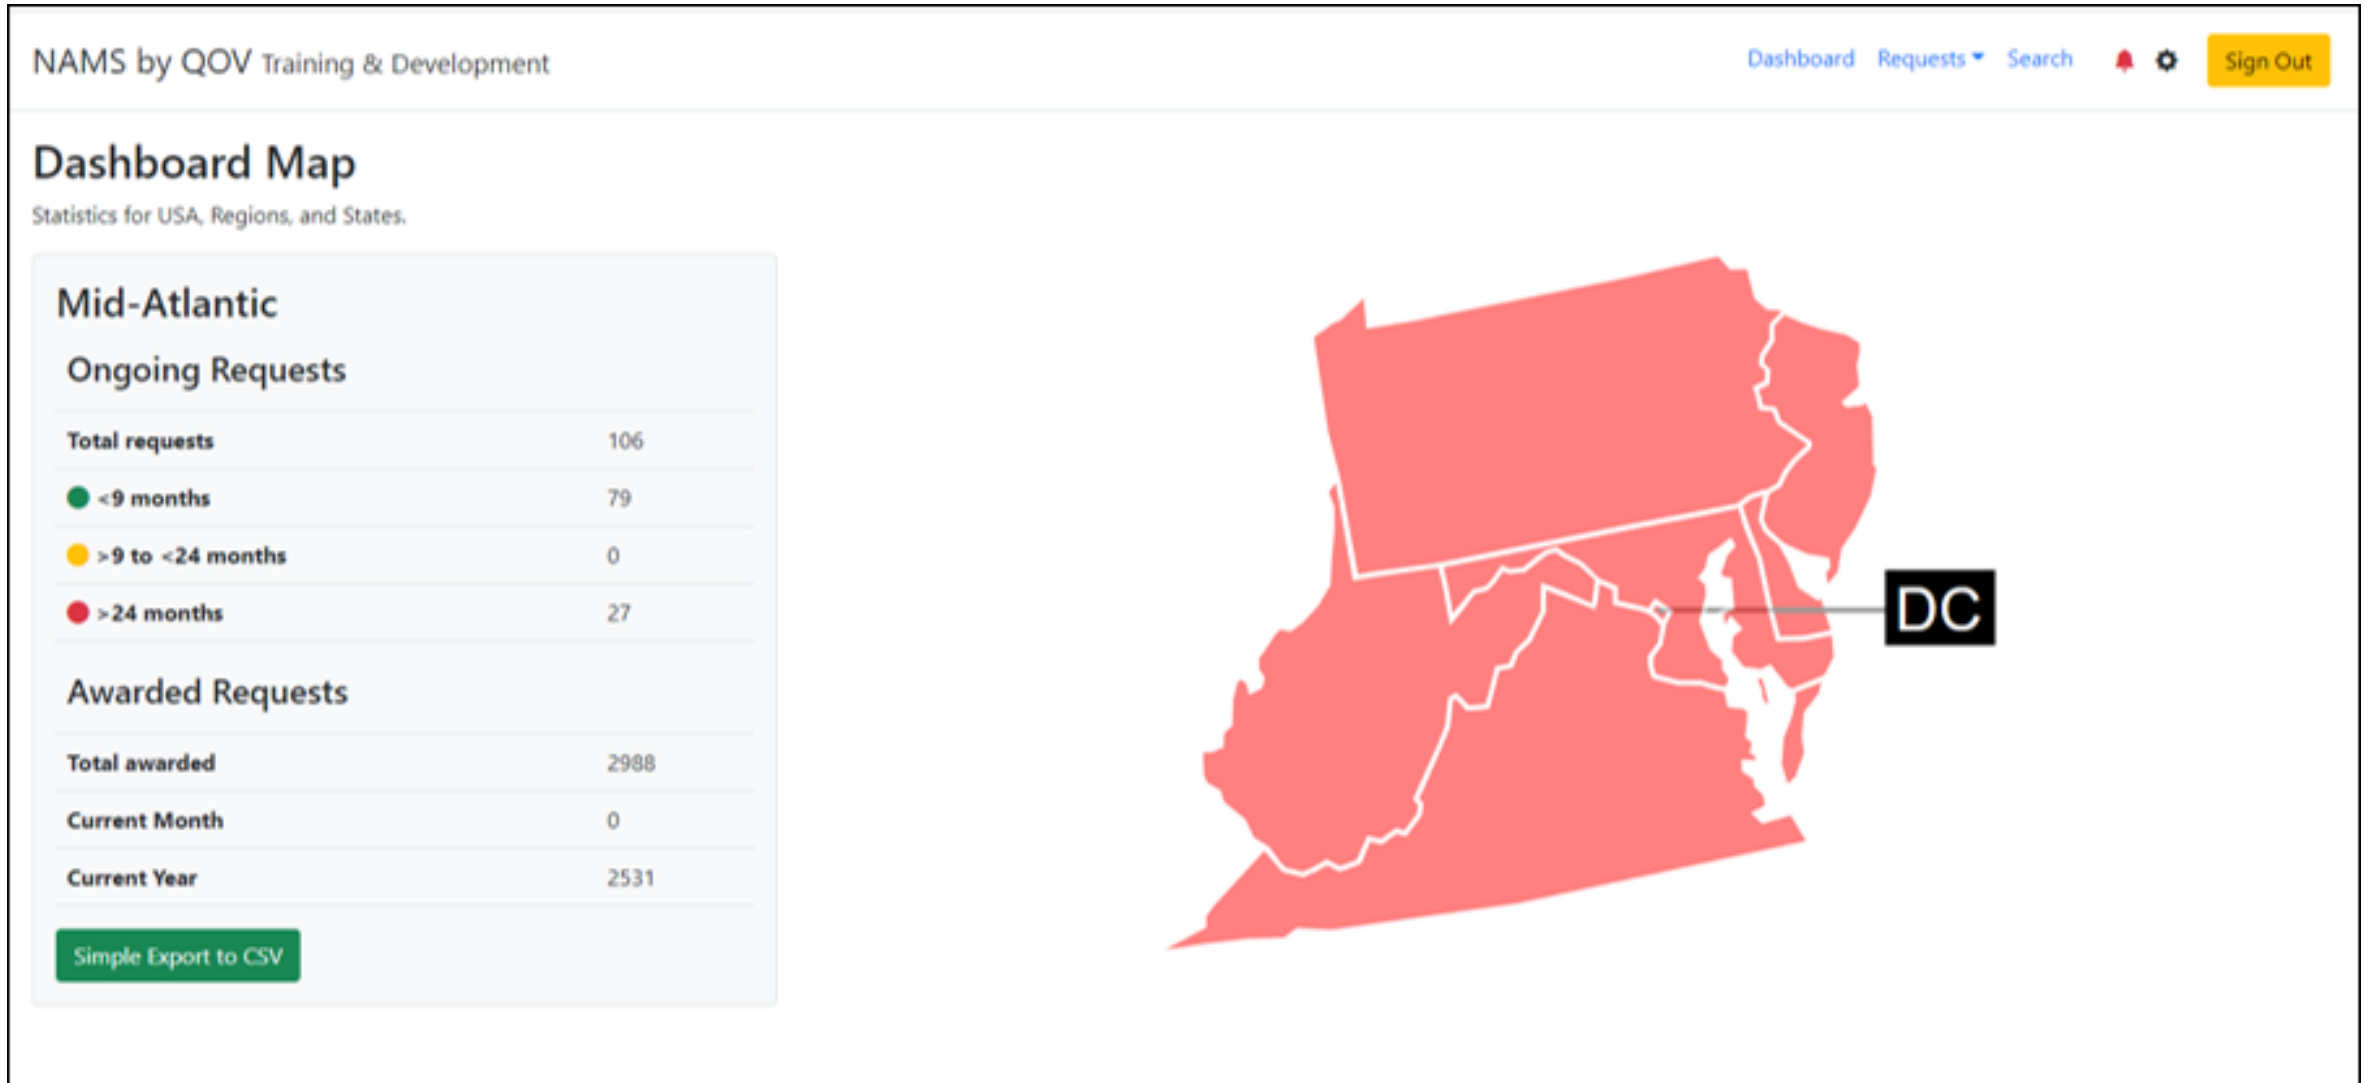 NAMS by QOV Training & Development
Dashboard Requests Search Sign Out
Dashboard Map
Statistics for USA, Regions, and States.
Mid-Atlantic
Ongoing Requests
Total requests 106
<9 months 79
>9 to <24 months 0
>24 months 27
Awarded Requests
Total awarded 2988
Current Month 0
Current Year 2531
Simple Export to CSV
DC